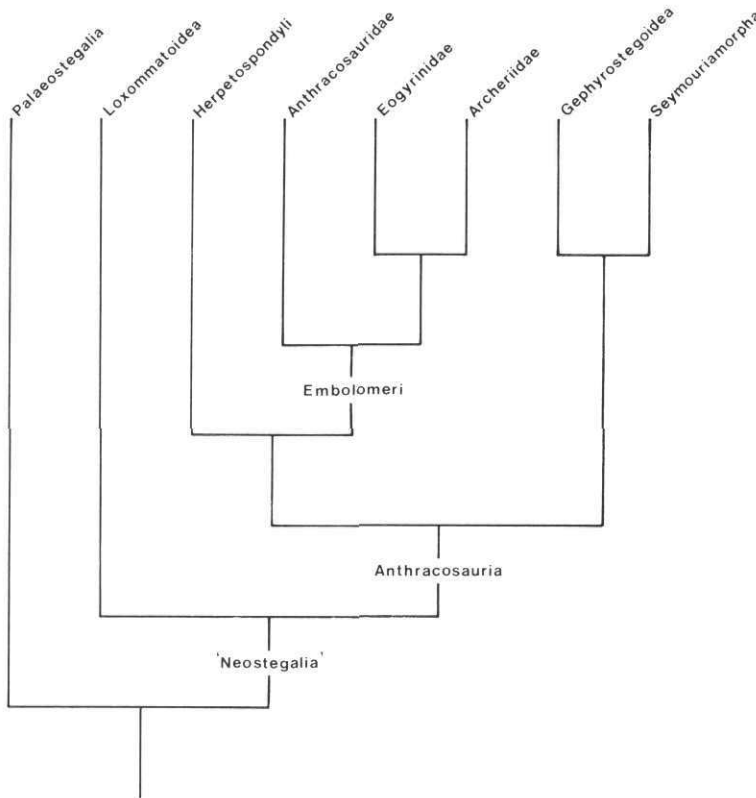 Palaeostegalia
Loxommatoidea
Herpetospondyli
Anthracosauridae
Eogyrinidae
Archeriidae
Gephyrostegoidea
Seymouriamorpha
Embolomeri
Anthracosauria
'Neostegalia'